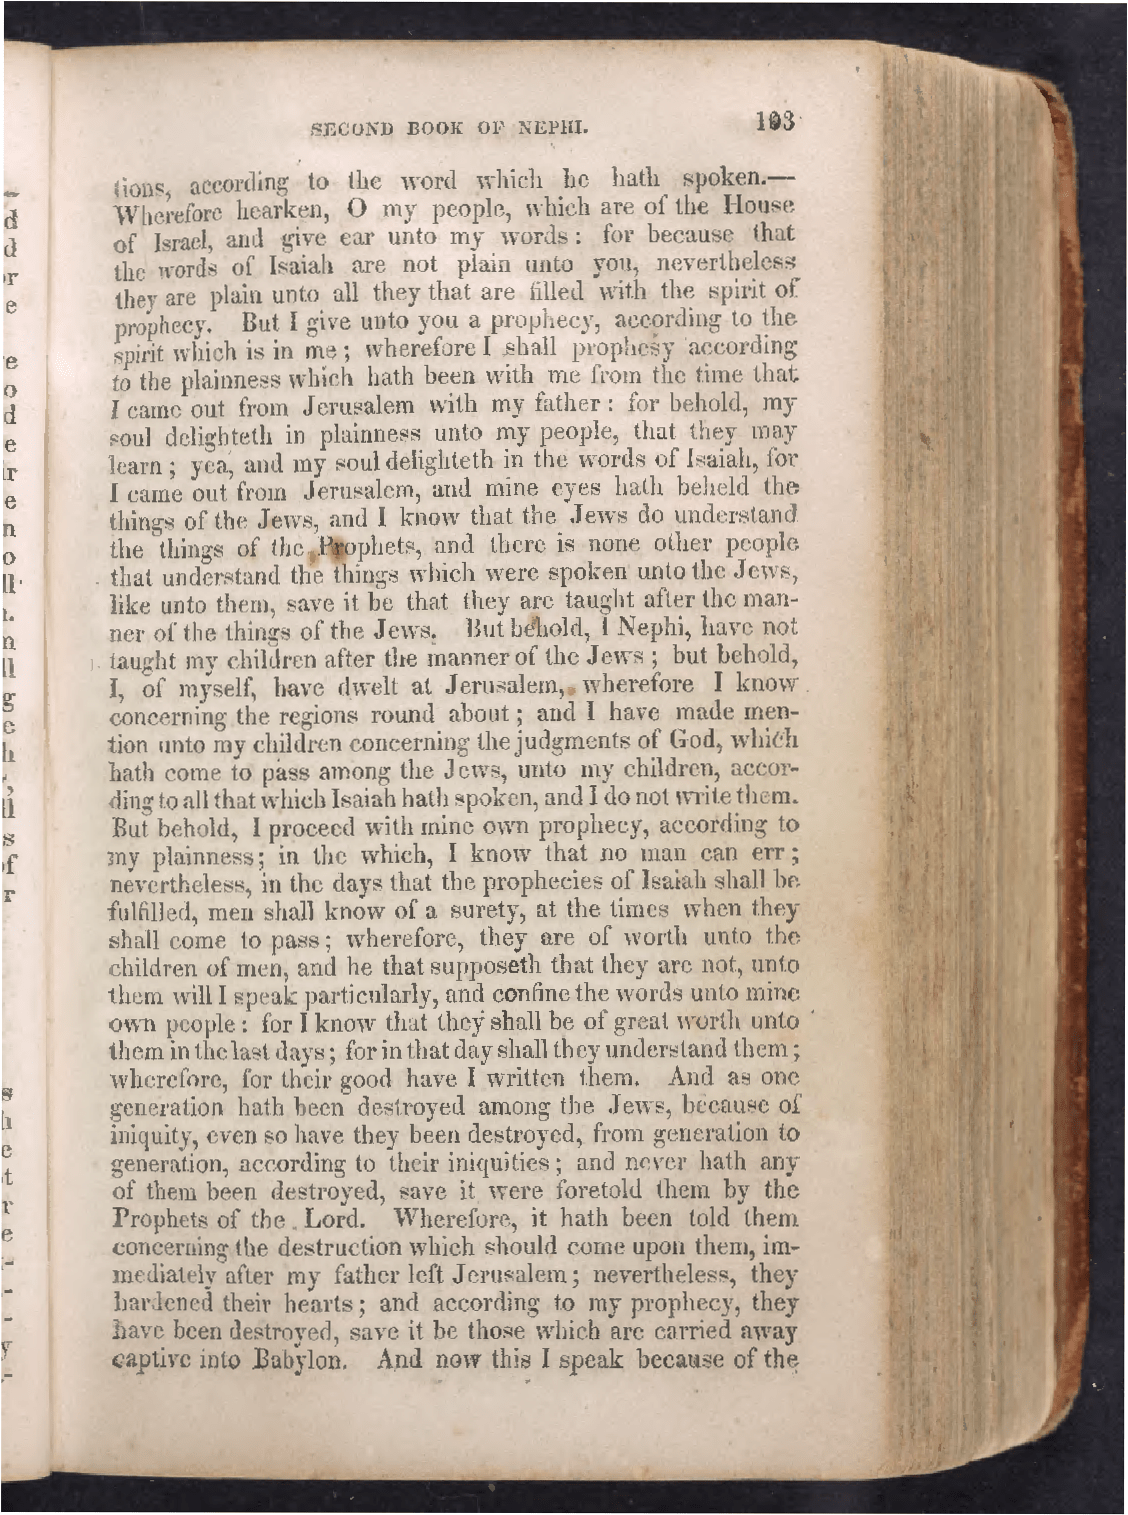 SECOND BOOK OF NEPHI. 103
tions, according to the word which he hath spoken.—
Wherefore hearken, O my people, which are of the House
of Israel, and give ear unto my words: for because that
the words of Isaiah are not plain unto you, nevertheless
they are plain unto all they that are filled with the spirit of
prophecy. But I give unto you a prophecy, according to the
spirit which is in me; wherefore I shall prophesy according
to the plainness which hath been with me from the time that
I came out from Jerusalem with my father: for behold, my
soul delighteth in plainness unto my people, that they may
learn; yea, and my soul delighteth in the words of Isaiah, for
I came out from Jerusalem, and mine eyes hath beheld the
things of the Jews, and I know that the Jews do understand
the things of the Prophets, and there is none other people
that understand the things which were spoken unto the Jews,
like unto them, save it be that they are taught after the man-
ner of the things of the Jews. But behold, I Nephi, have not
taught my children after the manner of the Jews; but behold,
I, of myself, have dwelt at Jerusalem, wherefore I know
concerning the regions round about; and I have made men-
tion unto my children concerning the judgments of God, which
hath come to pass among the Jews, unto my children, accor-
ding to all that which Isaiah hath spoken, and I do not write them.
But behold, I proceed with mine own prophecy, according to
my plainness; in the which, I know that no man can err;
nevertheless, in the days that the prophecies of Isaiah shall be
fulfilled, men shall know of a surety, at the times when they
shall come to pass; wherefore, they are of worth unto the
children of men, and he that supposeth that they are not, unto
them will I speak particularly, and confine the words unto mine
own people: for I know that they shall be of great worth unto
them in the last days; for in that day shall they understand them;
wherefore, for their good have I written them. And as one
generation hath been destroyed among the Jews, because of
iniquity, even so have they been destroyed, from generation to
generation, according to their iniquities; and never hath any
of them been destroyed, save it were foretold them by the
Prophets of the Lord. Wherefore, it hath been told them
concerning the destruction which should come upon them, im-
mediately after my father left Jerusalem; nevertheless, they
hardened their hearts; and according to my prophecy, they
have been destroyed, save it be those which are carried away
captive into Babylon. And now this I speak because of the